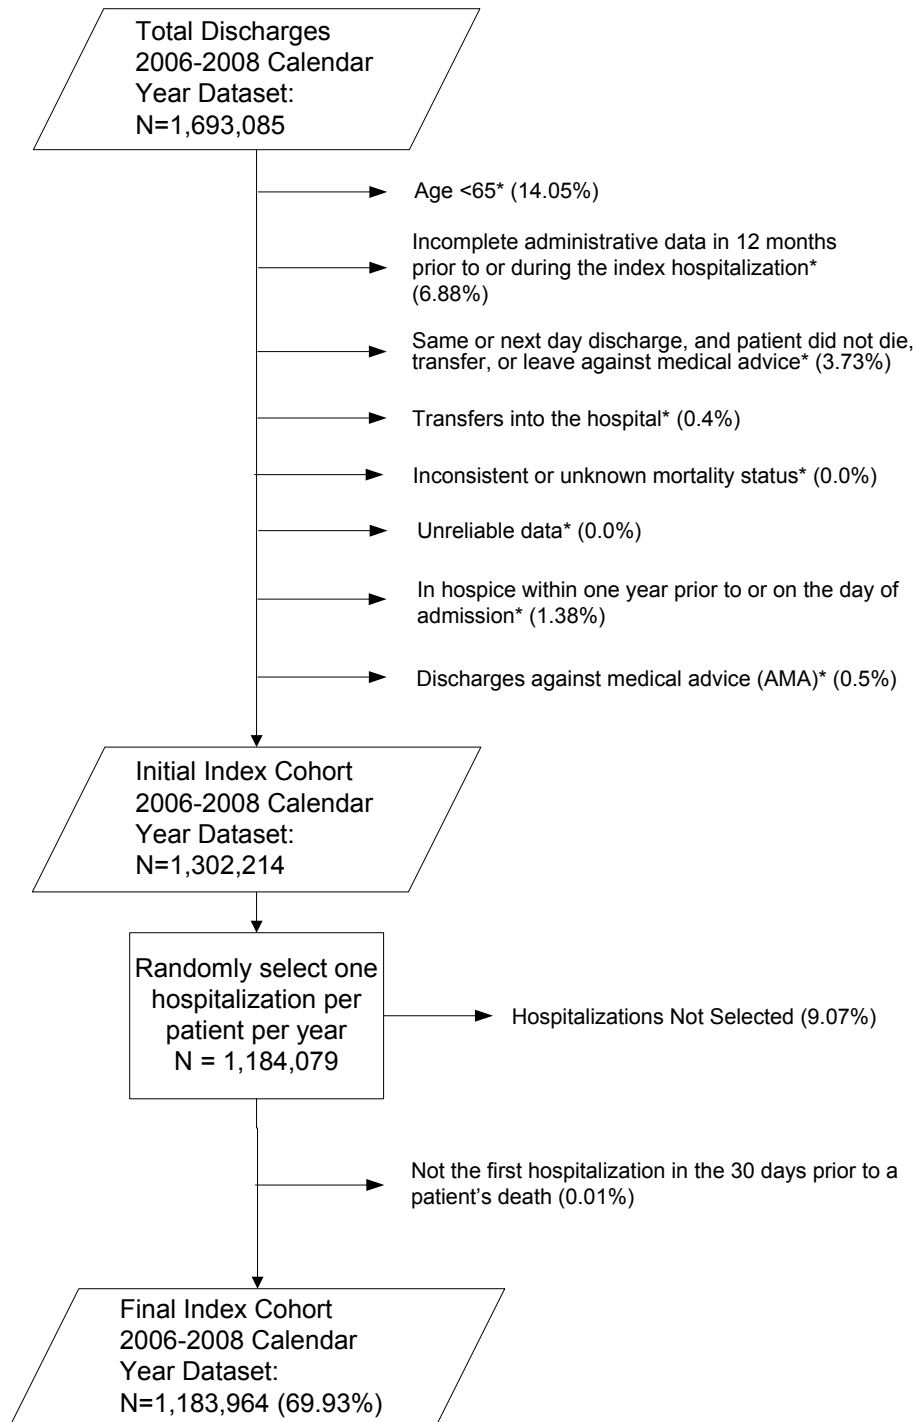 Total Discharges
2006-2008 Calendar
Year Dataset:
N=1,693,085
Age <65* (14.05%)
Incomplete administrative data in 12 months
prior to or during the index hospitalization*
(6.88%)
Same or next day discharge, and patient did not die,
transfer, or leave against medical advice* (3.73%)
Transfers into the hospital* (0.4%)
Inconsistent or unknown mortality status* (0.0%)
Unreliable data* (0.0%)
In hospice within one year prior to or on the day of
admission* (1.38%)
Discharges against medical advice (AMA)* (0.5%)
Initial Index Cohort
2006-2008 Calendar
Year Dataset:
N=1,302,214
Randomly select one
hospitalization per
patient per year
N = 1,184,079
Hospitalizations Not Selected (9.07%)
Not the first hospitalization in the 30 days prior to a
patient’s death (0.01%)
Final Index Cohort
2006-2008 Calendar
Year Dataset:
N=1,183,964 (69.93%)